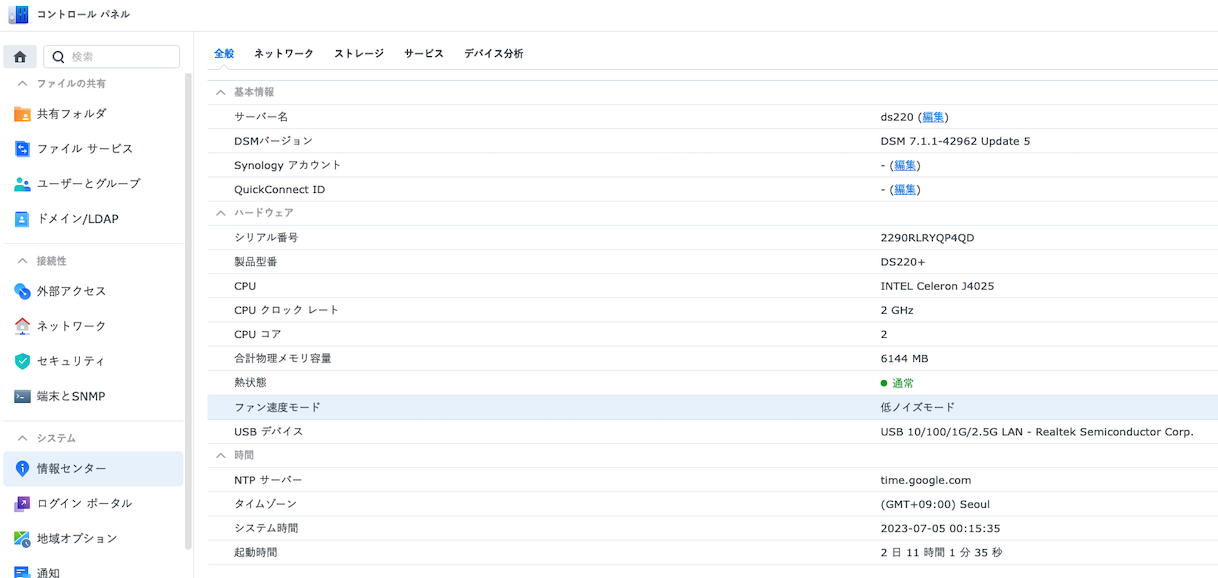 コントロール パネル
検索
ファイルの共有
共有フォルダ
ファイル サービス
ユーザーとグループ
ドメイン/LDAP
接続性
外部アクセス
ネットワーク
セキュリティ
端末とSNMP
システム
情報センター
ログイン ポータル
地域オプション
通知
全般 ネットワーク ストレージ サービス デバイス分析
基本情報
サーバー名 ds220 (編集)
DSMバージョン DSM 7.1.1-42962 Update 5
Synology アカウント - (編集)
QuickConnect ID - (編集)
ハードウェア
シリアル番号 2290RLRYQP4QD
製品型番 DS220+
CPU INTEL Celeron J4025
CPU クロック レート 2 GHz
CPU コア 2
合計物理メモリ容量 6144 MB
熱状態 通常
ファン速度モード 低ノイズモード
USB デバイス USB 10/100/1G/2.5G LAN - Realtek Semiconductor Corp.
時間
NTP サーバー time.google.com
タイムゾーン (GMT+09:00) Seoul
システム時間 2023-07-05 00:15:35
起動時間 2 日 11 時間 1 分 35 秒